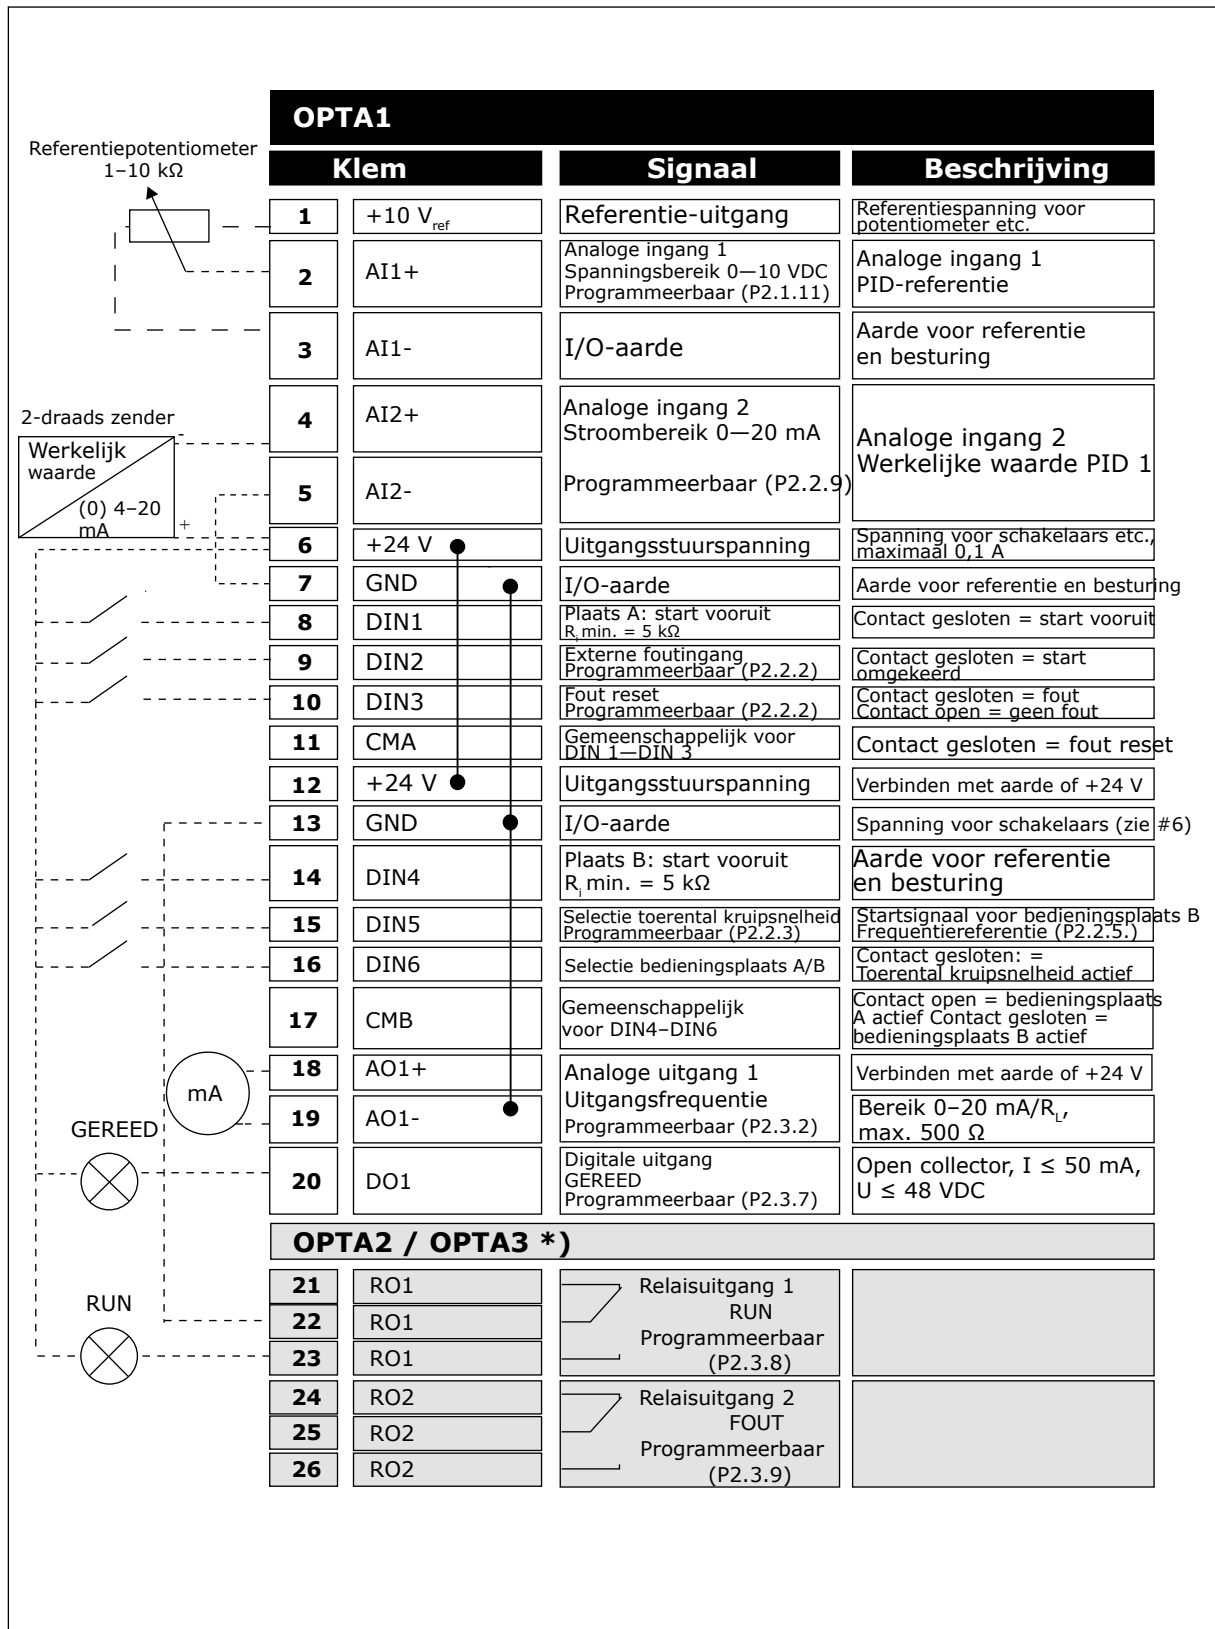 OPTA1
Referentiepotentiometer
1–10 kΩ
Klem
Signaal
Beschrijving
1
+10 Vref
Referentie-uitgang
Referentiespanning voor
potentiometer etc.
2
AI1+
Analoge ingang 1
Spanningsbereik 0—10 VDC
Programmeerbaar (P2.1.11)
Analoge ingang 1
PID-referentie
3
AI1-
I/O-aarde
Aarde voor referentie
en besturing
2-draads zender
Werkelijk
waarde
(0) 4–20
mA
-
+
4
AI2+
Analoge ingang 2
Stroombereik 0—20 mA
Programmeerbaar (P2.2.9)
Analoge ingang 2
Werkelijke waarde PID 1
5
AI2-
6
+24 V
Uitgangsstuurspanning
Spanning voor schakelaars etc.,
maximaal 0,1 A
7
GND
I/O-aarde
Aarde voor referentie en besturing
8
DIN1
Plaats A: start vooruit
Ri min. = 5 kΩ
Contact gesloten = start vooruit
9
DIN2
Externe foutingang
Programmeerbaar (P2.2.2)
Contact gesloten = start
omgekeerd
10
DIN3
Fout reset
Programmeerbaar (P2.2.2)
Contact gesloten = fout
Contact open = geen fout
11
CMA
Gemeenschappelijk voor
DIN 1—DIN 3
Contact gesloten = fout reset
12
+24 V
Uitgangsstuurspanning
Verbinden met aarde of +24 V
13
GND
I/O-aarde
Spanning voor schakelaars (zie #6)
14
DIN4
Plaats B: start vooruit
Ri min. = 5 kΩ
Aarde voor referentie
en besturing
15
DIN5
Selectie toerental kruipsnelheid
Programmeerbaar (P2.2.3)
Startsignaal voor bedieningsplaats B
Frequentiereferentie (P2.2.5.)
16
DIN6
Selectie bedieningsplaats A/B
Contact gesloten: =
Toerental kruipsnelheid actief
17
CMB
Gemeenschappelijk
voor DIN4–DIN6
Contact open = bedieningsplaats
A actief Contact gesloten =
bedieningsplaats B actief
mA
18
AO1+
Analoge uitgang 1
Uitgangsfrequentie
Programmeerbaar (P2.3.2)
Verbinden met aarde of +24 V
19
AO1-
Bereik 0–20 mA/RL,
max. 500 Ω
GEREED
20
DO1
Digitale uitgang
GEREED
Programmeerbaar (P2.3.7)
Open collector, I ≤ 50 mA,
U ≤ 48 VDC
OPTA2 / OPTA3 *)
RUN
21
RO1
Relaisuitgang 1
RUN
Programmeerbaar
(P2.3.8)
22
RO1
23
RO1
24
RO2
Relaisuitgang 2
FOUT
Programmeerbaar
(P2.3.9)
25
RO2
26
RO2